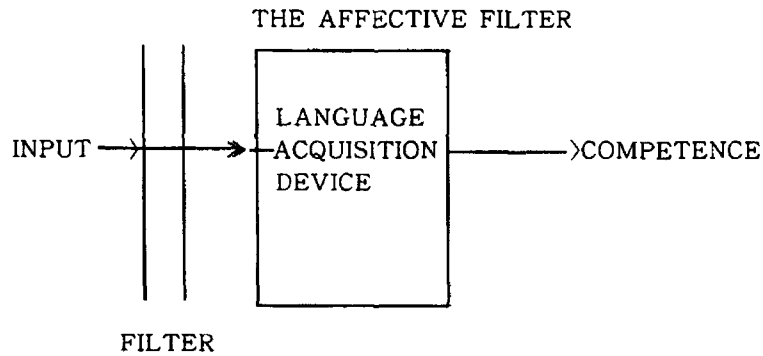 THE AFFECTIVE FILTER
LANGUAGE
INPUT ACQUISITION COMPETENCE
DEVICE
FILTER